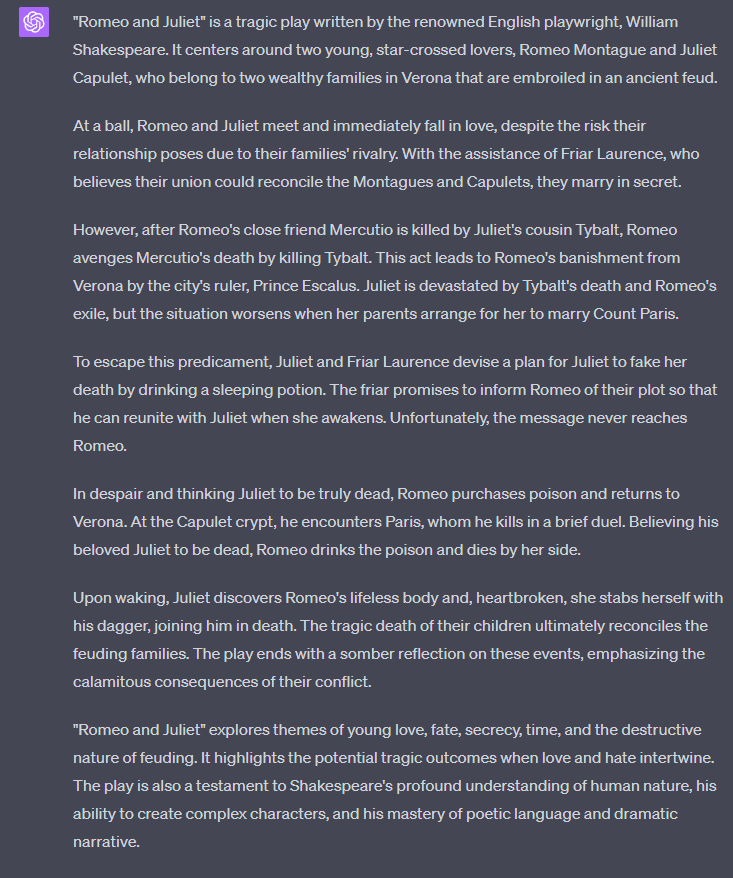 "Romeo and Juliet" is a tragic play written by the renowned English playwright, William
Shakespeare. It centers around two young, star-crossed lovers, Romeo Montague and Juliet
Capulet, who belong to two wealthy families in Verona that are embroiled in an ancient feud.
At a ball, Romeo and Juliet meet and immediately fall in love, despite the risk their
relationship poses due to their families' rivalry. With the assistance of Friar Laurence, who
believes their union could reconcile the Montagues and Capulets, they marry in secret.
However, after Romeo's close friend Mercutio is killed by Juliet's cousin Tybalt, Romeo
avenges Mercutio's death by killing Tybalt. This act leads to Romeo's banishment from
Verona by the city's ruler, Prince Escalus. Juliet is devastated by Tybalt's death and Romeo's
exile, but the situation worsens when her parents arrange for her to marry Count Paris.
To escape this predicament, Juliet and Friar Laurence devise a plan for Juliet to fake her
death by drinking a sleeping potion. The friar promises to inform Romeo of their plot so that
he can reunite with Juliet when she awakens. Unfortunately, the message never reaches
Romeo.
In despair and thinking Juliet to be truly dead, Romeo purchases poison and returns to
Verona. At the Capulet crypt, he encounters Paris, whom he kills in a brief duel. Believing his
beloved Juliet to be dead, Romeo drinks the poison and dies by her side.
Upon waking, Juliet discovers Romeo's lifeless body and, heartbroken, she stabs herself with
his dagger, joining him in death. The tragic death of their children ultimately reconciles the
feuding families. The play ends with a somber reflection on these events, emphasizing the
calamitous consequences of their conflict.
"Romeo and Juliet" explores themes of young love, fate, secrecy, time, and the destructive
nature of feuding. It highlights the potential tragic outcomes when love and hate intertwine.
The play is also a testament to Shakespeare's profound understanding of human nature, his
ability to create complex characters, and his mastery of poetic language and dramatic
narrative.